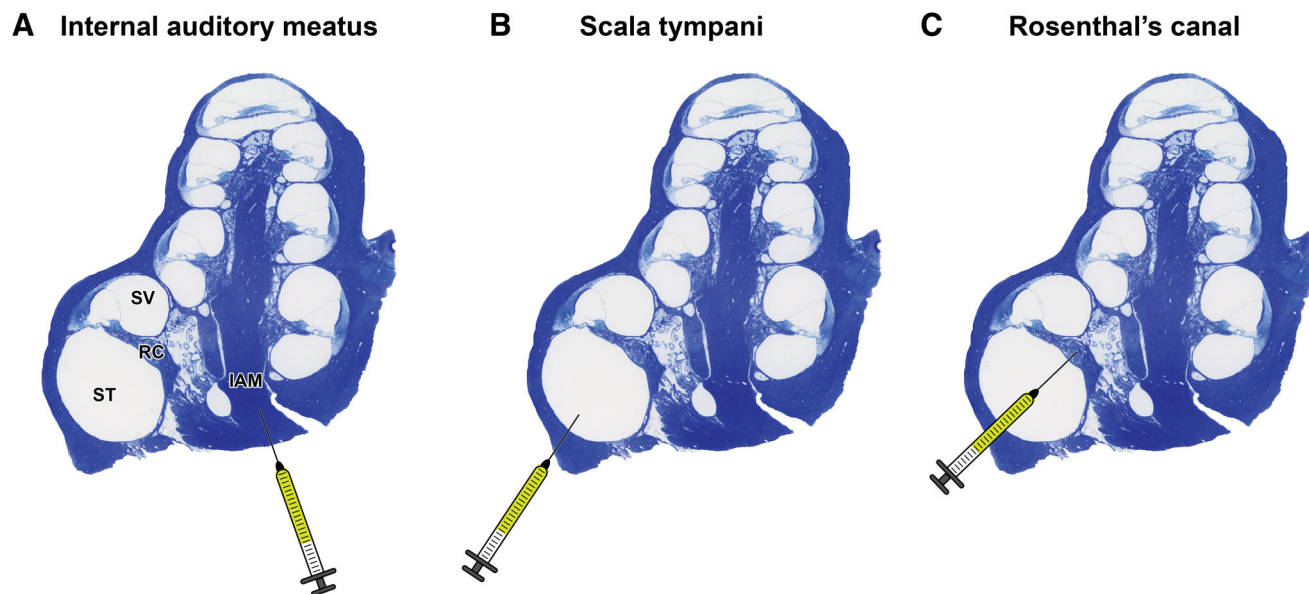 A Internal auditory meatus
B Scala tympani
C Rosenthal's canal
SV
RC
ST
IAM